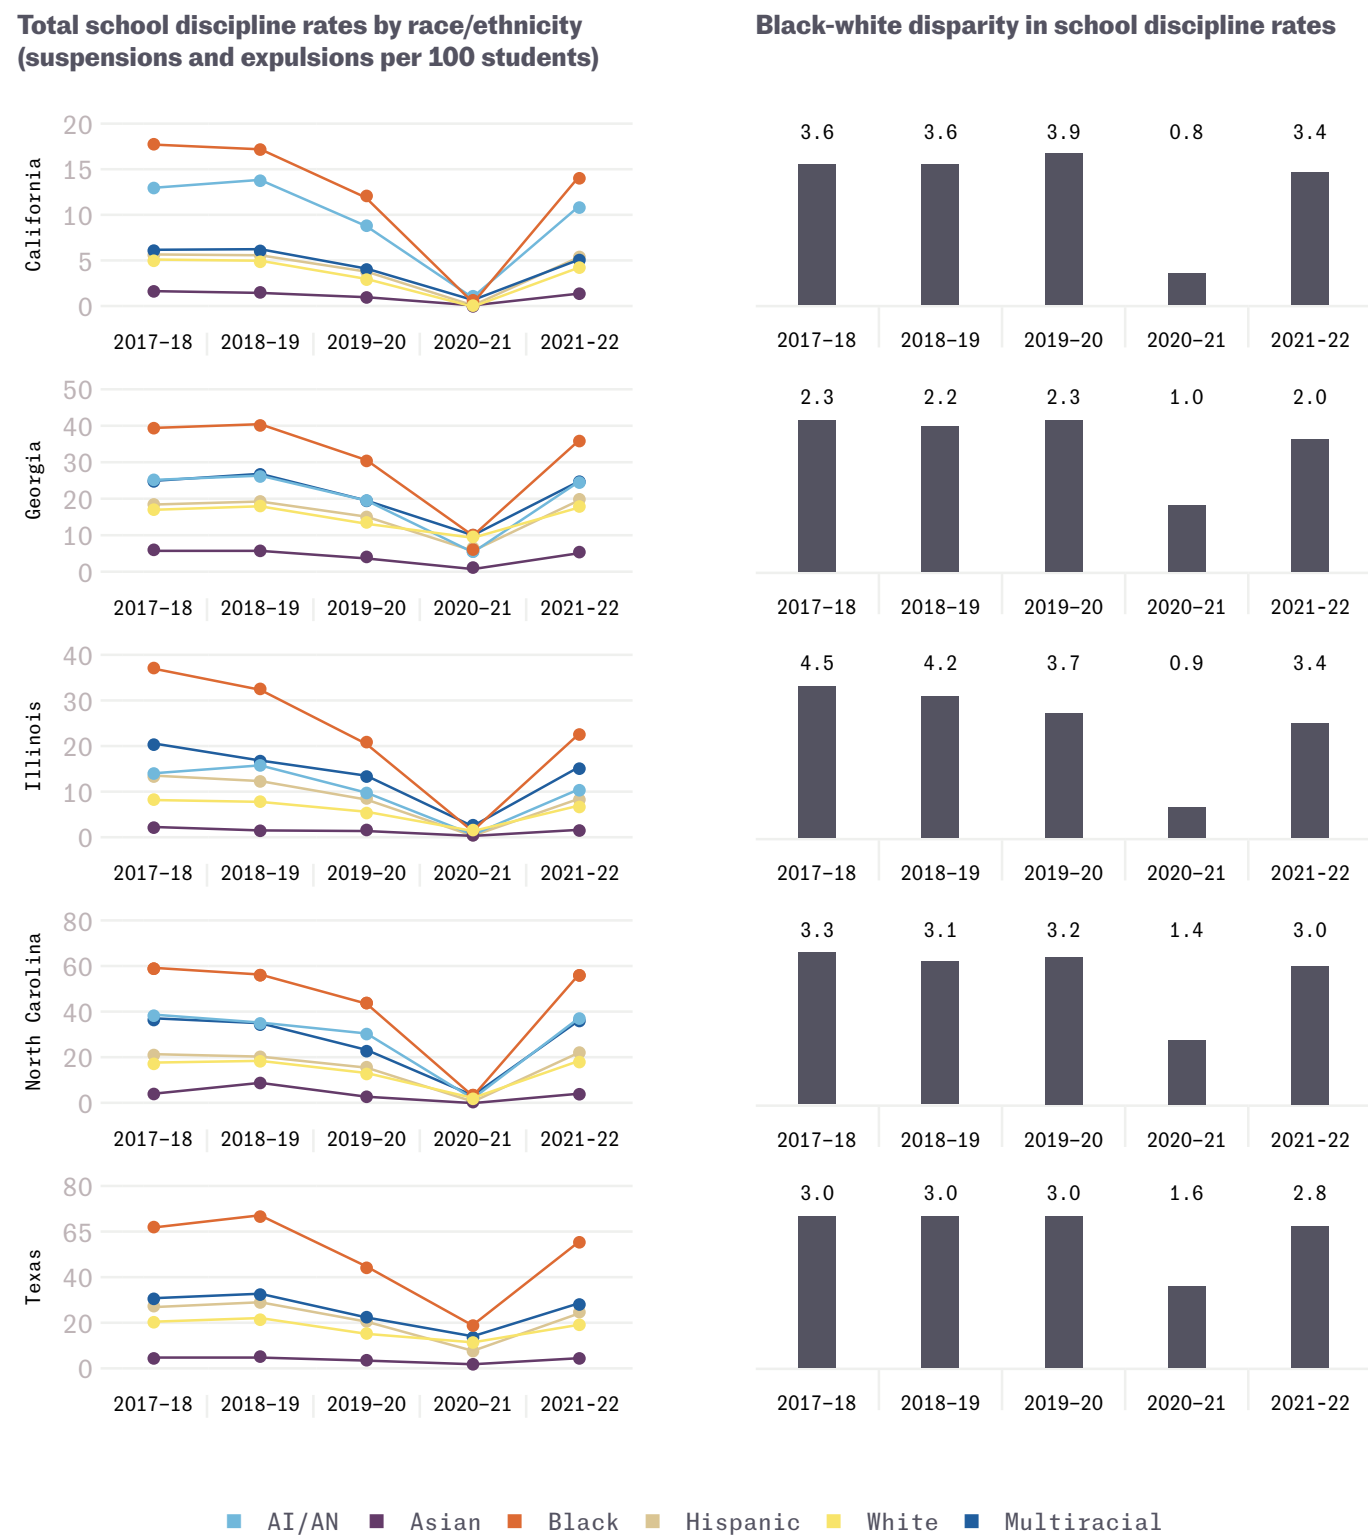 Total school discipline rates by race/ethnicity
(suspensions and expulsions per 100 students)
Black-white disparity in school discipline rates
California
20
15
10
5
0
2017–18 2018–19 2019–20 2020–21 2021-22
3.6 3.6 3.9 0.8 3.4
2017–18 2018–19 2019–20 2020–21 2021-22
Georgia
50
40
30
20
10
0
2017–18 2018–19 2019–20 2020–21 2021-22
2.3 2.2 2.3 1.0 2.0
2017–18 2018–19 2019–20 2020–21 2021-22
Illinois
40
30
20
10
0
2017–18 2018–19 2019–20 2020–21 2021-22
4.5 4.2 3.7 0.9 3.4
2017–18 2018–19 2019–20 2020–21 2021-22
North Carolina
80
60
40
20
0
2017–18 2018–19 2019–20 2020–21 2021-22
3.3 3.1 3.2 1.4 3.0
2017–18 2018–19 2019–20 2020–21 2021-22
Texas
80
65
40
20
0
2017–18 2018–19 2019–20 2020–21 2021-22
3.0 3.0 3.0 1.6 2.8
2017–18 2018–19 2019–20 2020–21 2021-22
AI/AN Asian Black Hispanic White Multiracial